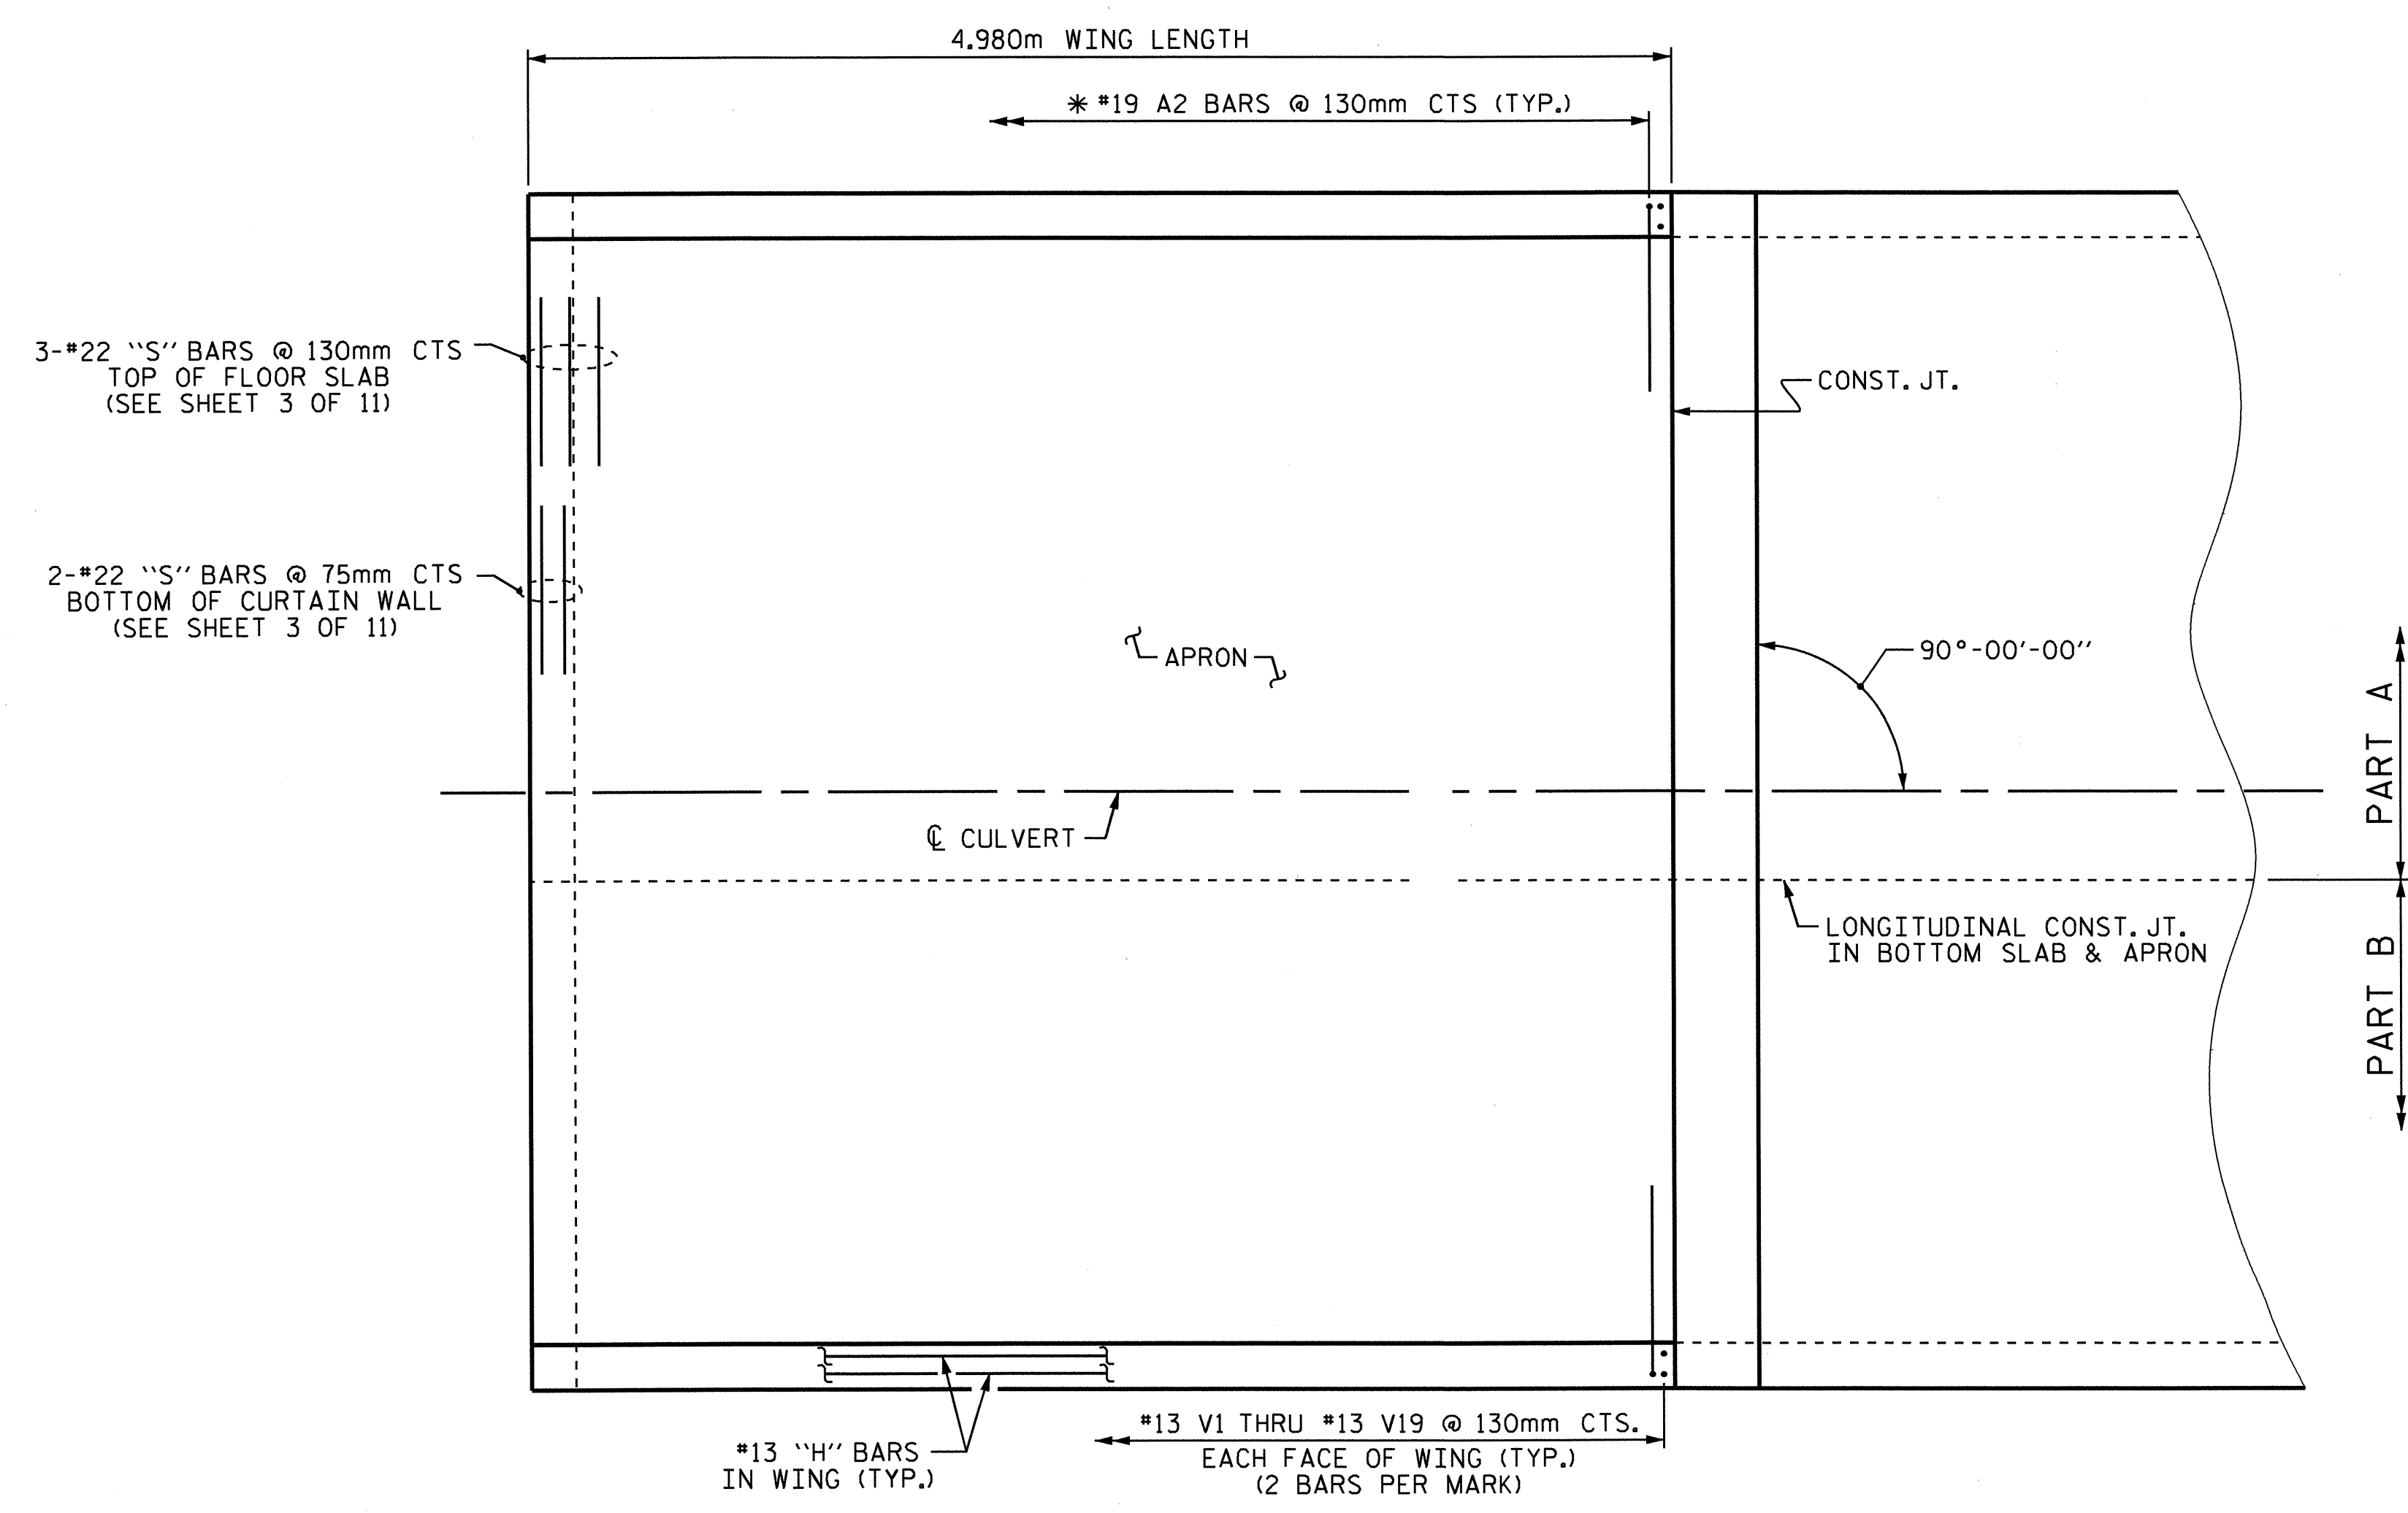 4.980m WING LENGTH
* #19 A2 BARS @ 130mm CTS (TYP.)
3-#22 "S" BARS @ 130mm CTS
TOP OF FLOOR SLAB
(SEE SHEET 3 OF 11)
CONST. JT.
2-#22 "S" BARS @ 75mm CTS
BOTTOM OF CURTAIN WALL
(SEE SHEET 3 OF 11)
APRON
90°-00'-00"
PART A
℄ CULVERT
LONGITUDINAL CONST. JT.
IN BOTTOM SLAB & APRON
PART B
#13 "H" BARS
IN WING (TYP.)
#13 V1 THRU #13 V19 @ 130mm CTS.
EACH FACE OF WING (TYP.)
(2 BARS PER MARK)